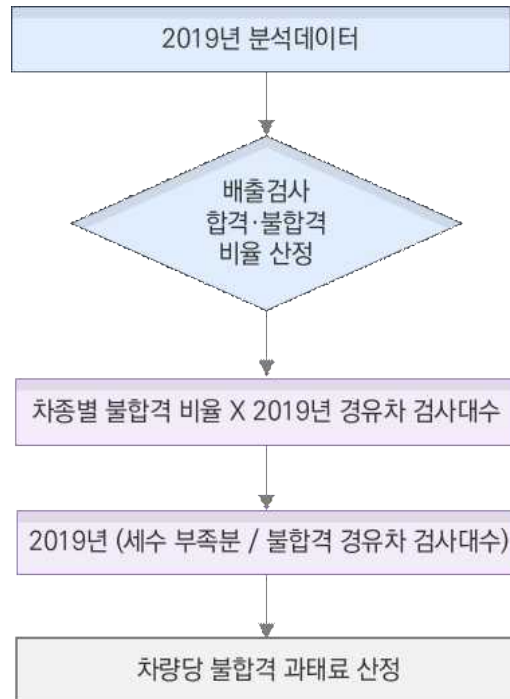 2019년 분석데이터
배출검사
합격·불합격
비율 산정
차종별 불합격 비율 X 2019년 경유차 검사대수
2019년 (세수 부족분 / 불합격 경유차 검사대수)
차량당 불합격 과태료 산정